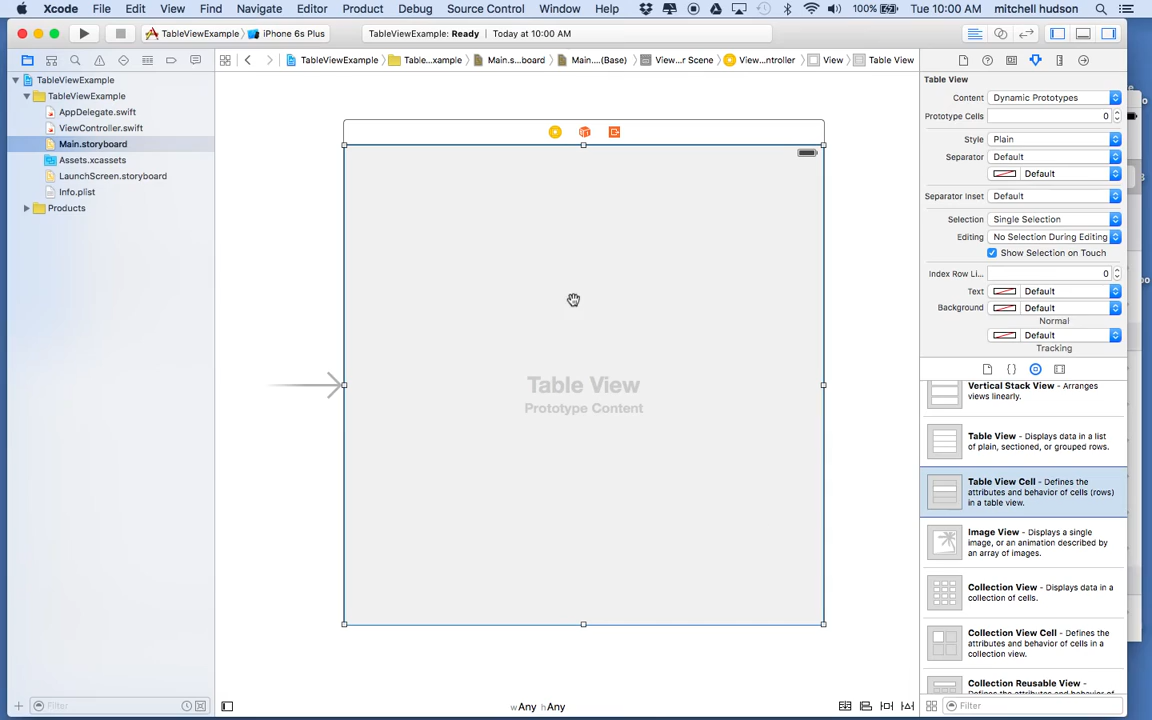 Xcode File Edit View Find Navigate Editor Product Debug Source Control Window Help 100% Tue 10:00 AM mitchell hudson
TableViewExample iPhone 6s Plus TableViewExample: Ready Today at 10:00 AM
TableViewExample Table...xample Main.s...board Main....(Base) View...r Scene View...ntroller View Table View
TableViewExample
TableViewExample
AppDelegate.swift
ViewController.swift
Main.storyboard
Assets.xcassets
LaunchScreen.storyboard
Info.plist
Products
Filter
Table View
Prototype Content
wAny hAny
Table View
Content Dynamic Prototypes
Prototype Cells 0
Style Plain
Separator Default
Default
Separator Inset Default
Selection Single Selection
Editing No Selection During Editing
Show Selection on Touch
Index Row Li... 0
Text Default
Background Default
Normal
Default
Tracking
Vertical Stack View - Arranges
views linearly.
Table View - Displays data in a list
of plain, sectioned, or grouped rows.
Table View Cell - Defines the
attributes and behavior of cells (rows)
in a table view.
Image View - Displays a single
image, or an animation described by
an array of images.
Collection View - Displays data in a
collection of cells.
Collection View Cell - Defines the
attributes and behavior of cells in a
collection view.
Collection Reusable View -
Defines the attributes and behavior of
Filter